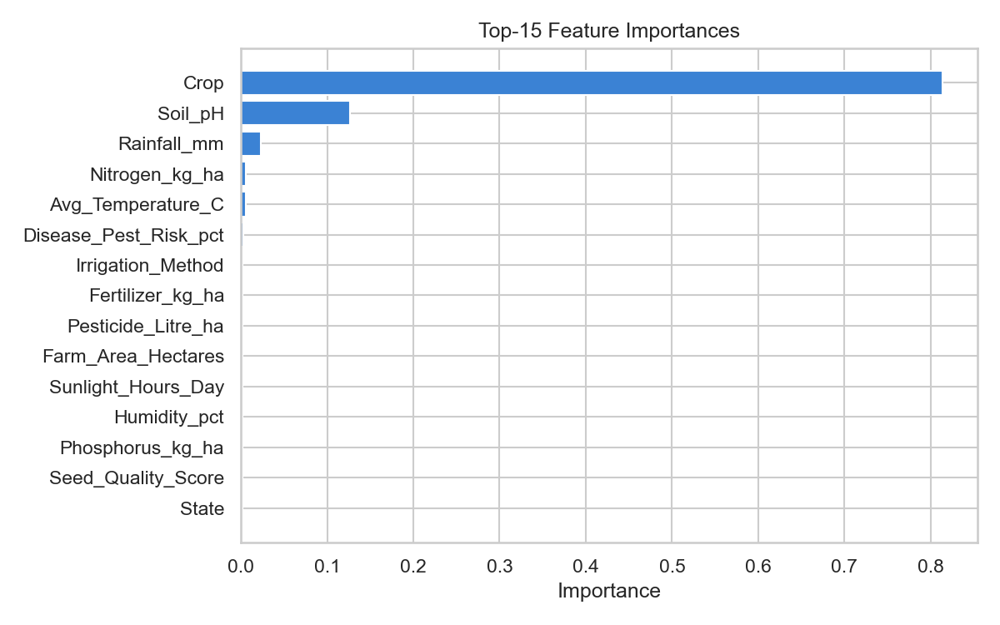 Top-15 Feature Importances
Crop
Soil_pH
Rainfall_mm
Nitrogen_kg_ha
Avg_Temperature_C
Disease_Pest_Risk_pct
Irrigation_Method
Fertilizer_kg_ha
Pesticide_Litre_ha
Farm_Area_Hectares
Sunlight_Hours_Day
Humidity_pct
Phosphorus_kg_ha
Seed_Quality_Score
State
0.0 0.1 0.2 0.3 0.4 0.5 0.6 0.7 0.8
Importance